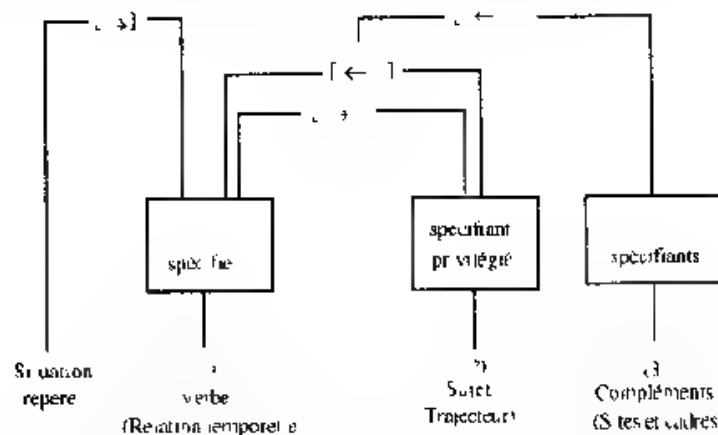 [ → ]
←
[ ← ]
→
spécifié
spécifiant
privilégié
spécifiants
Situation
repère
verbe
(Relation temporelle
Sujet
Trajecteur)
Compléments
(Sites et cadres